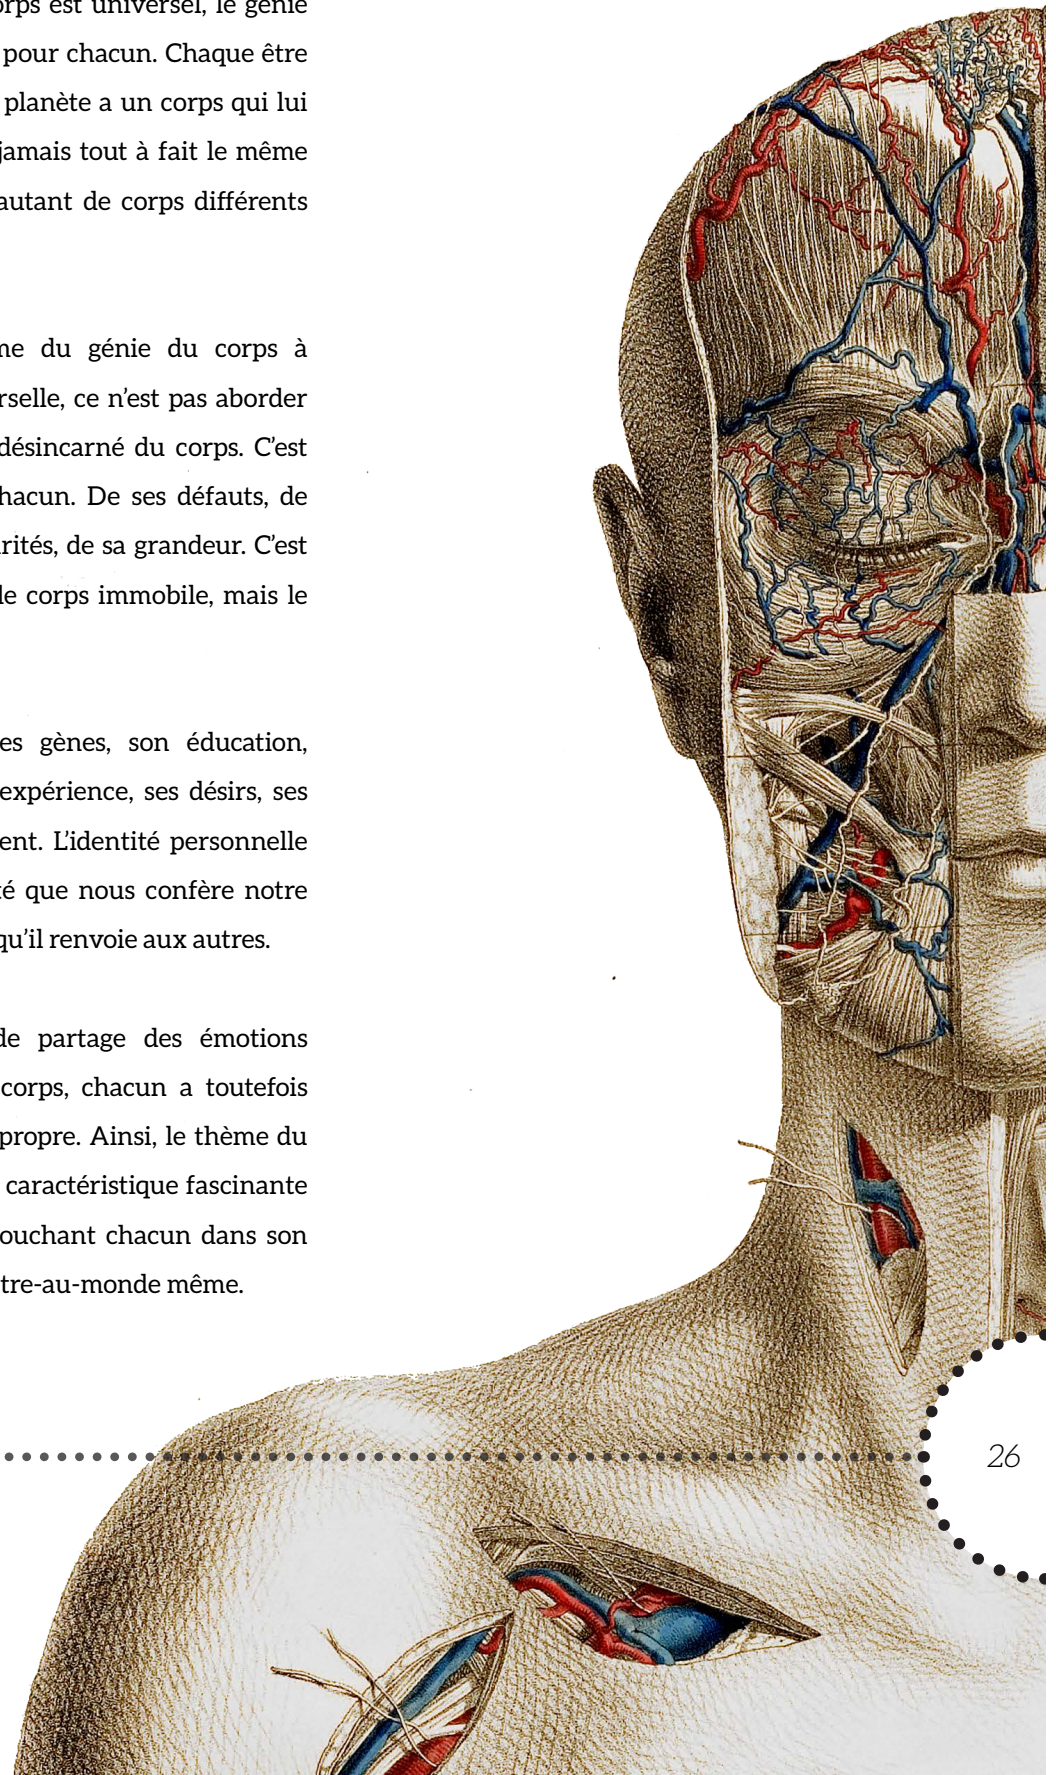 orps est universel, le génie
pour chacun. Chaque être
planète a un corps qui lui
jamais tout à fait le même
autant de corps différents
me du génie du corps à
rselle, ce n’est pas aborder
désincarné du corps. C’est
hacun. De ses défauts, de
rités, de sa grandeur. C’est
le corps immobile, mais le
es gènes, son éducation,
expérience, ses désirs, ses
ent. L’identité personnelle
té que nous confère notre
qu’il renvoie aux autres.
de partage des émotions
corps, chacun a toutefois
propre. Ainsi, le thème du
caractéristique fascinante
ouchant chacun dans son
tre-au-monde même.
26